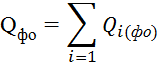 Qфо = ∑ Qi(фо)
i=1